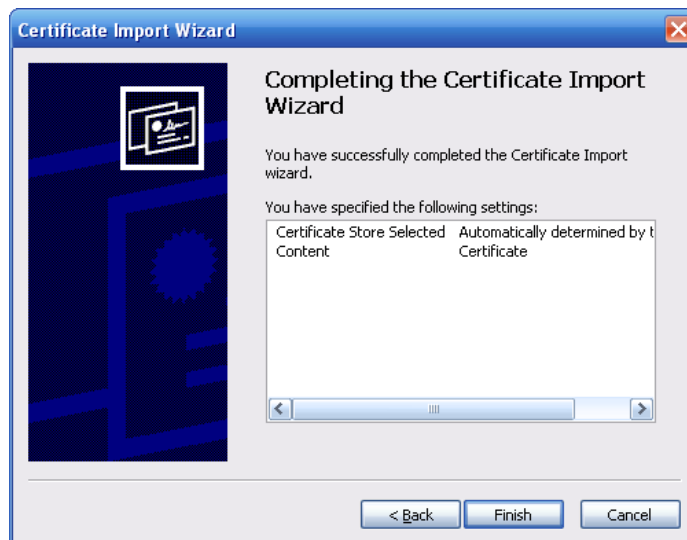 Certificate Import Wizard
Completing the Certificate Import
Wizard
You have successfully completed the Certificate Import
wizard.
You have specified the following settings:
Certificate Store Selected Automatically determined by t
Content Certificate
< Back Finish Cancel